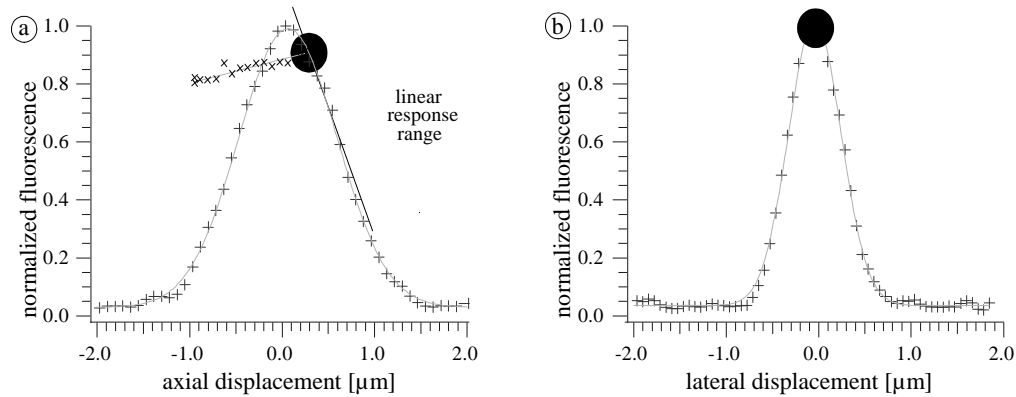 a
1.0
0.8
0.6
0.4
0.2
0.0
normalized fluorescence
linear
response
range
-2.0 -1.0 0.0 1.0 2.0
axial displacement [µm]
b
1.0
0.8
0.6
0.4
0.2
0.0
normalized fluorescence
-2.0 -1.0 0.0 1.0 2.0
lateral displacement [µm]